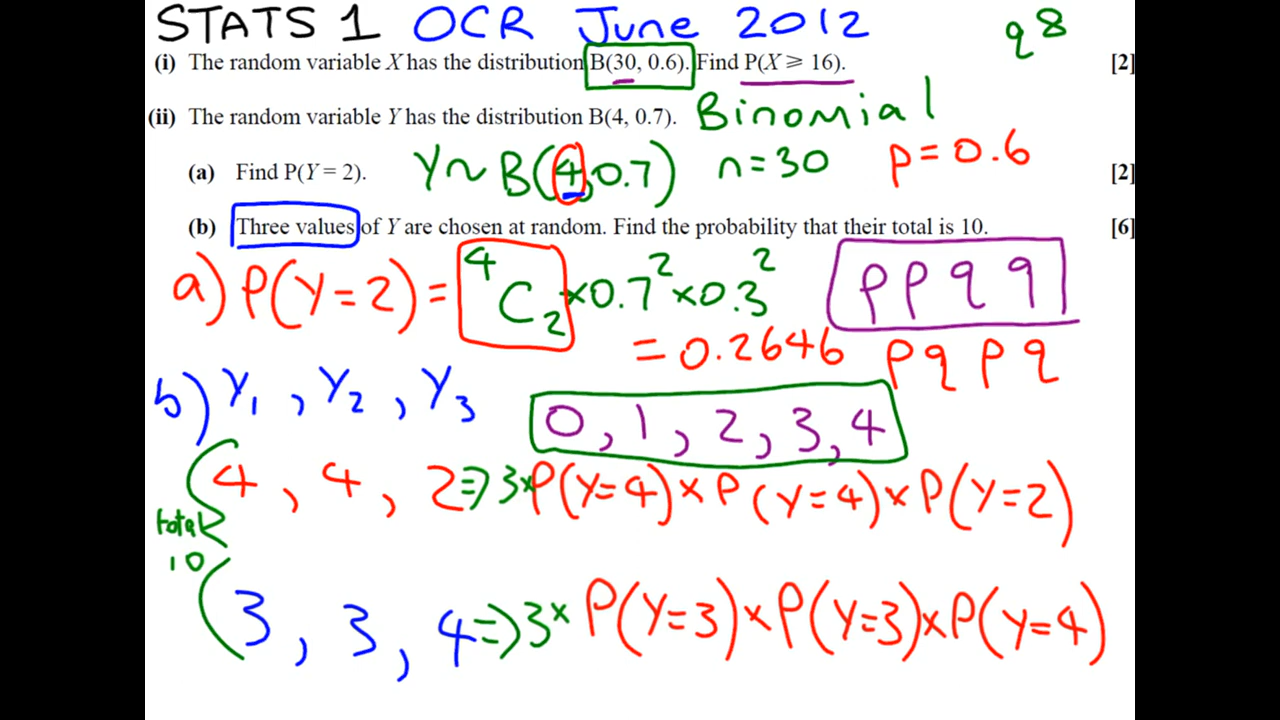 STATS 1 OCR June 2012 q8
(i) The random variable X has the distribution B(30, 0.6). Find P(X ⩾ 16). [2]
(ii) The random variable Y has the distribution B(4, 0.7). Binomial
(a) Find P(Y = 2). Y~B(4,0.7) n=30 p=0.6 [2]
(b) Three values of Y are chosen at random. Find the probability that their total is 10. [6]
a) P(Y=2) = ⁴C₂ × 0.7² × 0.3² p p q q
= 0.2646 p q p q
b) Y₁, Y₂, Y₃ 0, 1, 2, 3, 4
4, 4, 2 ⇒ 3× P(Y=4) × P(Y=4) × P(Y=2)
total
10
3, 3, 4 ⇒ 3× P(Y=3) × P(Y=3) × P(Y=4)